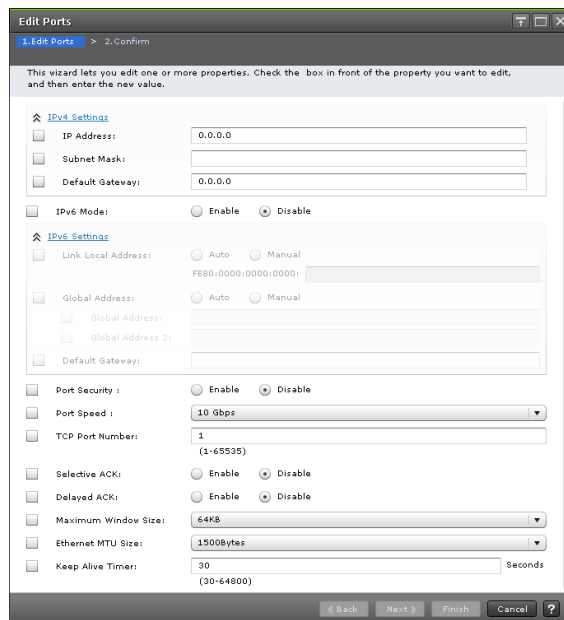 Edit Ports
1.Edit Ports > 2.Confirm
This wizard lets you edit one or more properties. Check the box in front of the property you want to edit,
and then enter the new value.
IPv4 Settings
IP Address: 0.0.0.0
Subnet Mask:
Default Gateway: 0.0.0.0
IPv6 Mode: Enable Disable
IPv6 Settings
Link Local Address: Auto Manual
FE80:0000:0000:0000:
Global Address: Auto Manual
Global Address:
Global Address 2:
Default Gateway:
Port Security : Enable Disable
Port Speed : 10 Gbps
TCP Port Number: 1
(1-65535)
Selective ACK: Enable Disable
Delayed ACK: Enable Disable
Maximum Window Size: 64KB
Ethernet MTU Size: 1500Bytes
Keep Alive Timer: 30 Seconds
(30-64800)
Back Next Finish Cancel ?